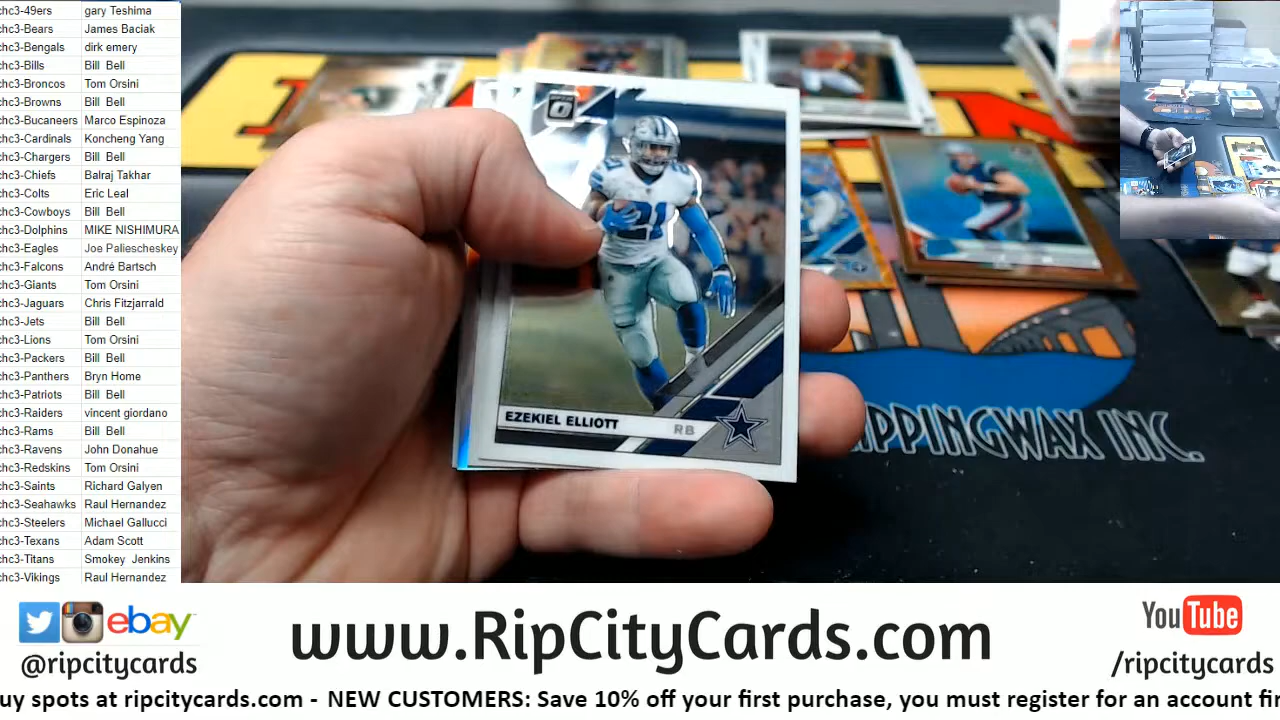 chc3-49ers gary Teshima
chc3-Bears James Baciak
chc3-Bengals dirk emery
chc3-Bills Bill Bell
chc3-Broncos Tom Orsini
chc3-Browns Bill Bell
chc3-Bucaneers Marco Espinoza
chc3-Cardinals Koncheng Yang
chc3-Chargers Bill Bell
chc3-Chiefs Balraj Takhar
chc3-Colts Eric Leal
chc3-Cowboys Bill Bell
chc3-Dolphins MIKE NISHIMURA
chc3-Eagles Joe Paliescheskey
chc3-Falcons André Bartsch
chc3-Giants Tom Orsini
chc3-Jaguars Chris Fitzjarrald
chc3-Jets Bill Bell
chc3-Lions Tom Orsini
chc3-Packers Bill Bell
chc3-Panthers Bryn Home
chc3-Patriots Bill Bell
chc3-Raiders vincent giordano
chc3-Rams Bill Bell
chc3-Ravens John Donahue
chc3-Redskins Tom Orsini
chc3-Saints Richard Galyen
chc3-Seahawks Raul Hernandez
chc3-Steelers Michael Gallucci
chc3-Texans Adam Scott
chc3-Titans Smokey Jenkins
chc3-Vikings Raul Hernandez
21
EZEKIEL ELLIOTT RB
IPPINGWAX INC.
ebay
@ripcitycards
www.RipCityCards.com
YouTube
/ripcitycards
uy spots at ripcitycards.com - NEW CUSTOMERS: Save 10% off your first purchase, you must register for an account fi